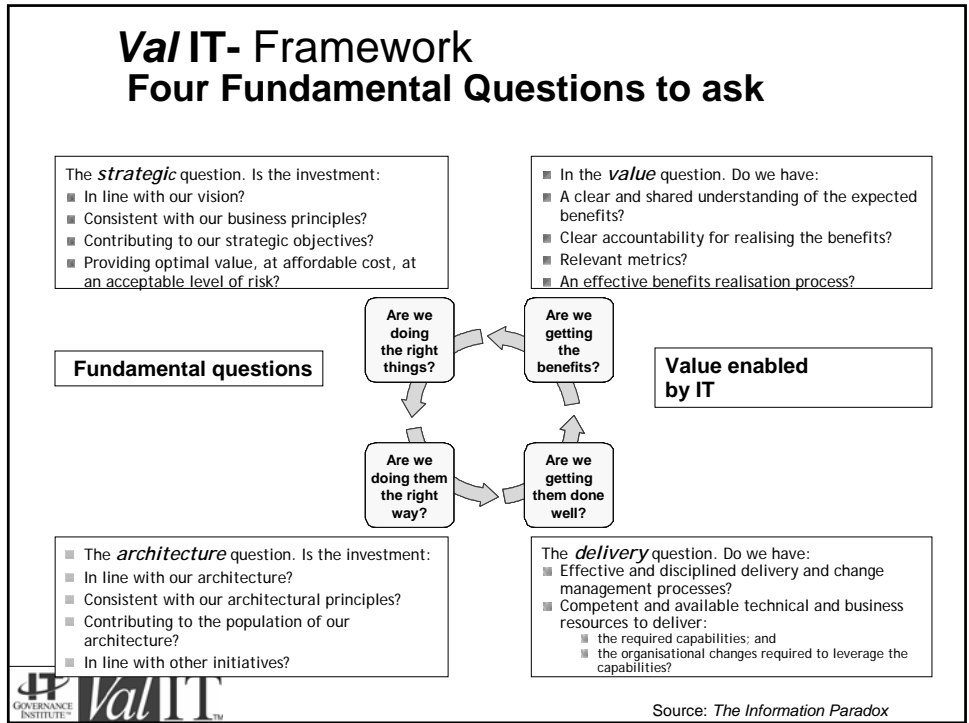 Val IT- Framework
Four Fundamental Questions to ask
The strategic question. Is the investment:
In line with our vision?
Consistent with our business principles?
Contributing to our strategic objectives?
Providing optimal value, at affordable cost, at
an acceptable level of risk?
In the value question. Do we have:
A clear and shared understanding of the expected
benefits?
Clear accountability for realising the benefits?
Relevant metrics?
An effective benefits realisation process?
Are we
doing
the right
things?
Are we
getting
the
benefits?
Fundamental questions
Value enabled
by IT
Are we
doing them
the right
way?
Are we
getting
them done
well?
The architecture question. Is the investment:
In line with our architecture?
Consistent with our architectural principles?
Contributing to the population of our
architecture?
In line with other initiatives?
The delivery question. Do we have:
Effective and disciplined delivery and change
management processes?
Competent and available technical and business
resources to deliver:
the required capabilities; and
the organisational changes required to leverage the
capabilities?
IT
GOVERNANCE
INSTITUTE™
Val IT™
Source: The Information Paradox